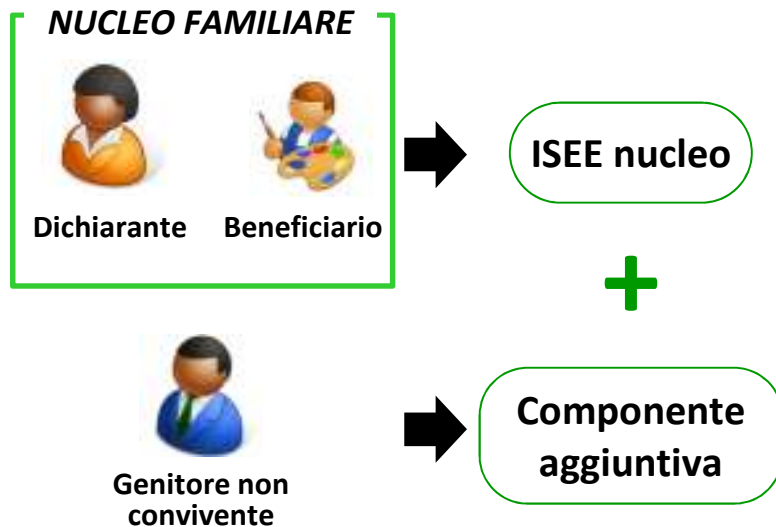 NUCLEO FAMILIARE
Dichiarante Beneficiario
ISEE nucleo
+
Genitore non
convivente
Componente
aggiuntiva